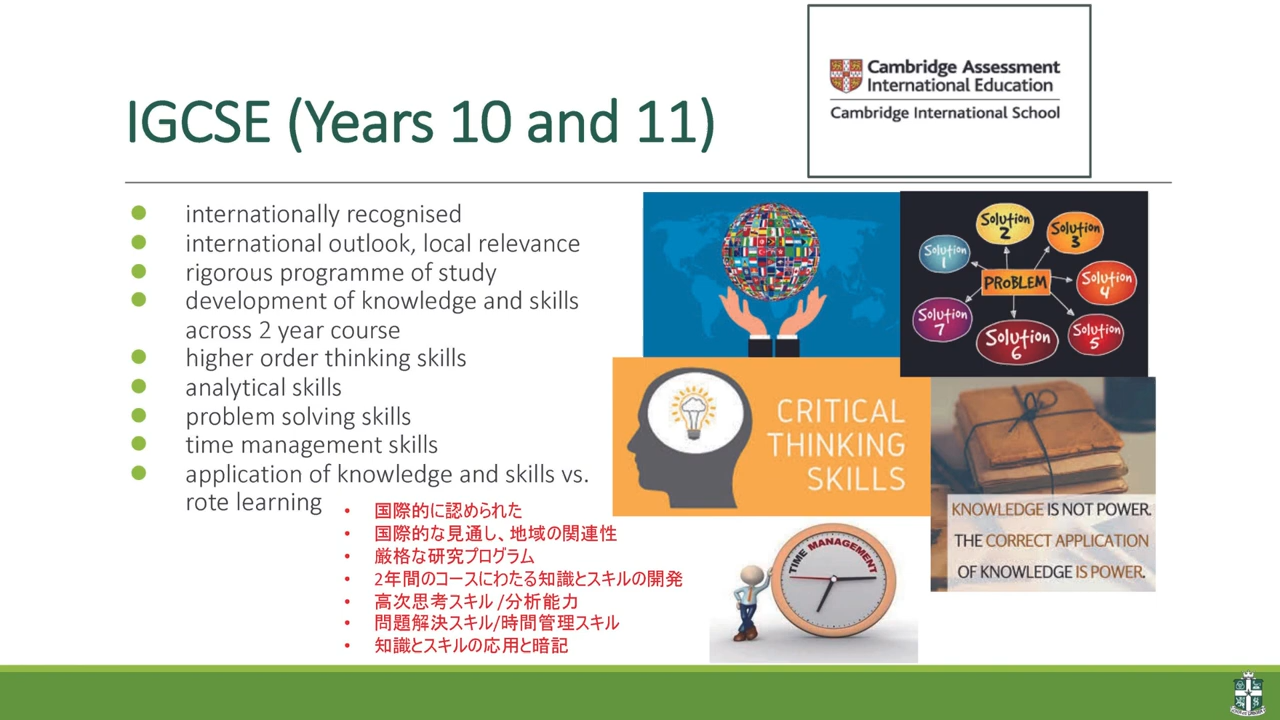 Cambridge Assessment
International Education
Cambridge International School
IGCSE (Years 10 and 11)
internationally recognised
international outlook, local relevance
rigorous programme of study
development of knowledge and skills
across 2 year course
higher order thinking skills
analytical skills
problem solving skills
time management skills
application of knowledge and skills vs.
rote learning
国際的に認められた
国際的な見通し、地域の関連性
厳格な研究プログラム
2年間のコースにわたる知識とスキルの開発
高次思考スキル /分析能力
問題解決スキル/時間管理スキル
知識とスキルの応用と暗記
Solution
2
Solution
3
Solution
1
PROBLEM
Solution
4
Solution
7
Solution
6
Solution
5
CRITICAL
THINKING
SKILLS
KNOWLEDGE IS NOT POWER.
THE CORRECT APPLICATION
OF KNOWLEDGE IS POWER.
TIME MANAGEMENT